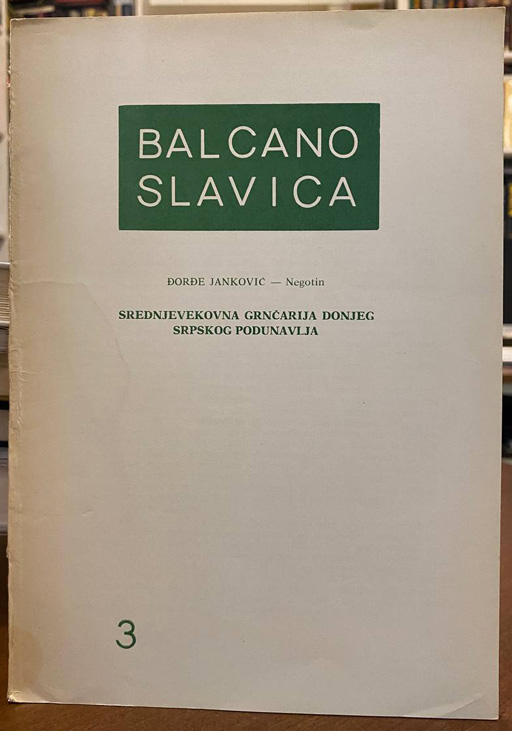 BALCANO
SLAVICA
ĐORĐE JANKOVIĆ — Negotin
SREDNJEVEKOVNA GRNČARIJA DONJEG
SRPSKOG PODUNAVLJA
3